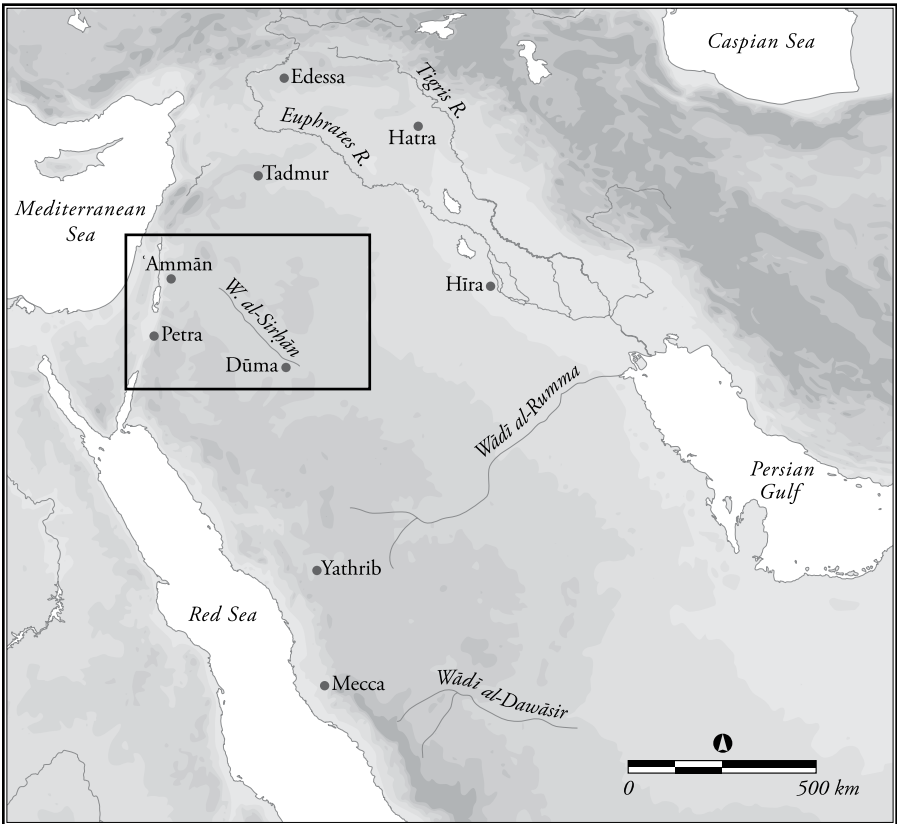 Caspian Sea
Edessa
Tigris R.
Euphrates R.
Hatra
Tadmur
Mediterranean
Sea
ʿAmmān
W. al-Sirḥān
Hīra
Petra
Dūma
Wādī al-Rumma
Persian
Gulf
Yathrib
Red Sea
Mecca
Wādī al-Dawāsir
0
500 km